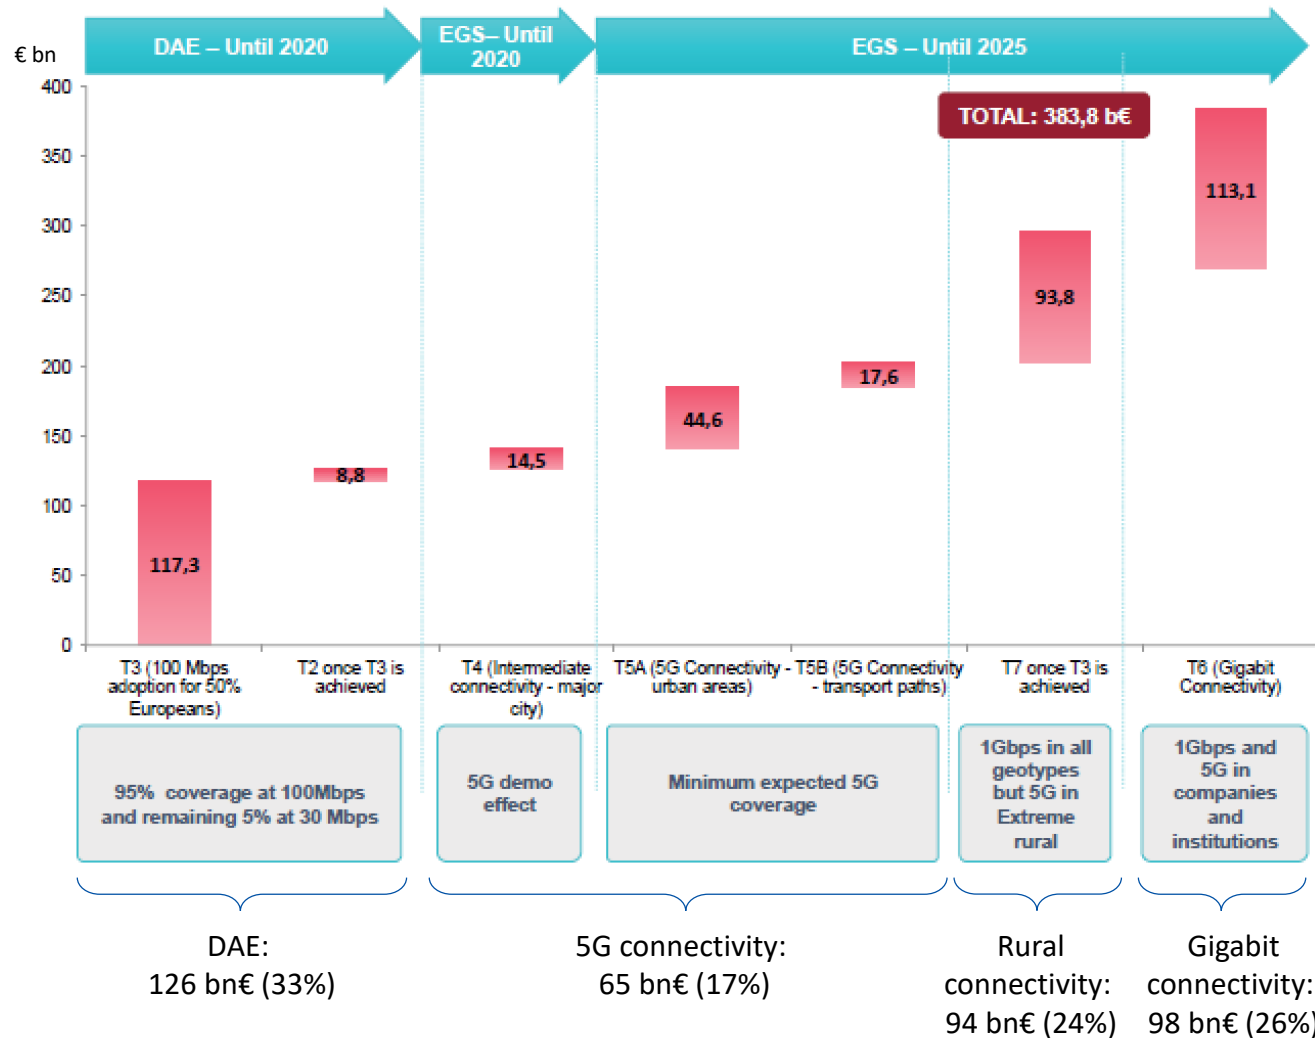 DAE – Until 2020
EGS– Until
2020
EGS – Until 2025
€ bn
TOTAL: 383,8 b€
400
350
300
250
200
150
100
50
0
117,3
8,8
14,5
44,6
17,6
93,8
113,1
T3 (100 Mbps
adoption for 50%
Europeans)
T2 once T3 is
achieved
T4 (Intermediate
connectivity - major
city)
T5A (5G Connectivity -
urban areas)
T5B (5G Connectivity
- transport paths)
T7 once T3 is
achieved
T6 (Gigabit
Connectivity)
95% coverage at 100Mbps
and remaining 5% at 30 Mbps
5G demo
effect
Minimum expected 5G
coverage
1Gbps in all
geotypes
but 5G in
Extreme
rural
1Gbps and
5G in
companies
and
institutions
DAE:
126 bn€ (33%)
5G connectivity:
65 bn€ (17%)
Rural
connectivity:
94 bn€ (24%)
Gigabit
connectivity:
98 bn€ (26%)